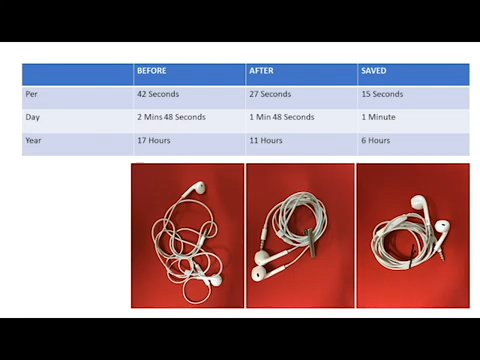 BEFORE AFTER SAVED
Per 42 Seconds 27 Seconds 15 Seconds
Day 2 Mins 48 Seconds 1 Min 48 Seconds 1 Minute
Year 17 Hours 11 Hours 6 Hours